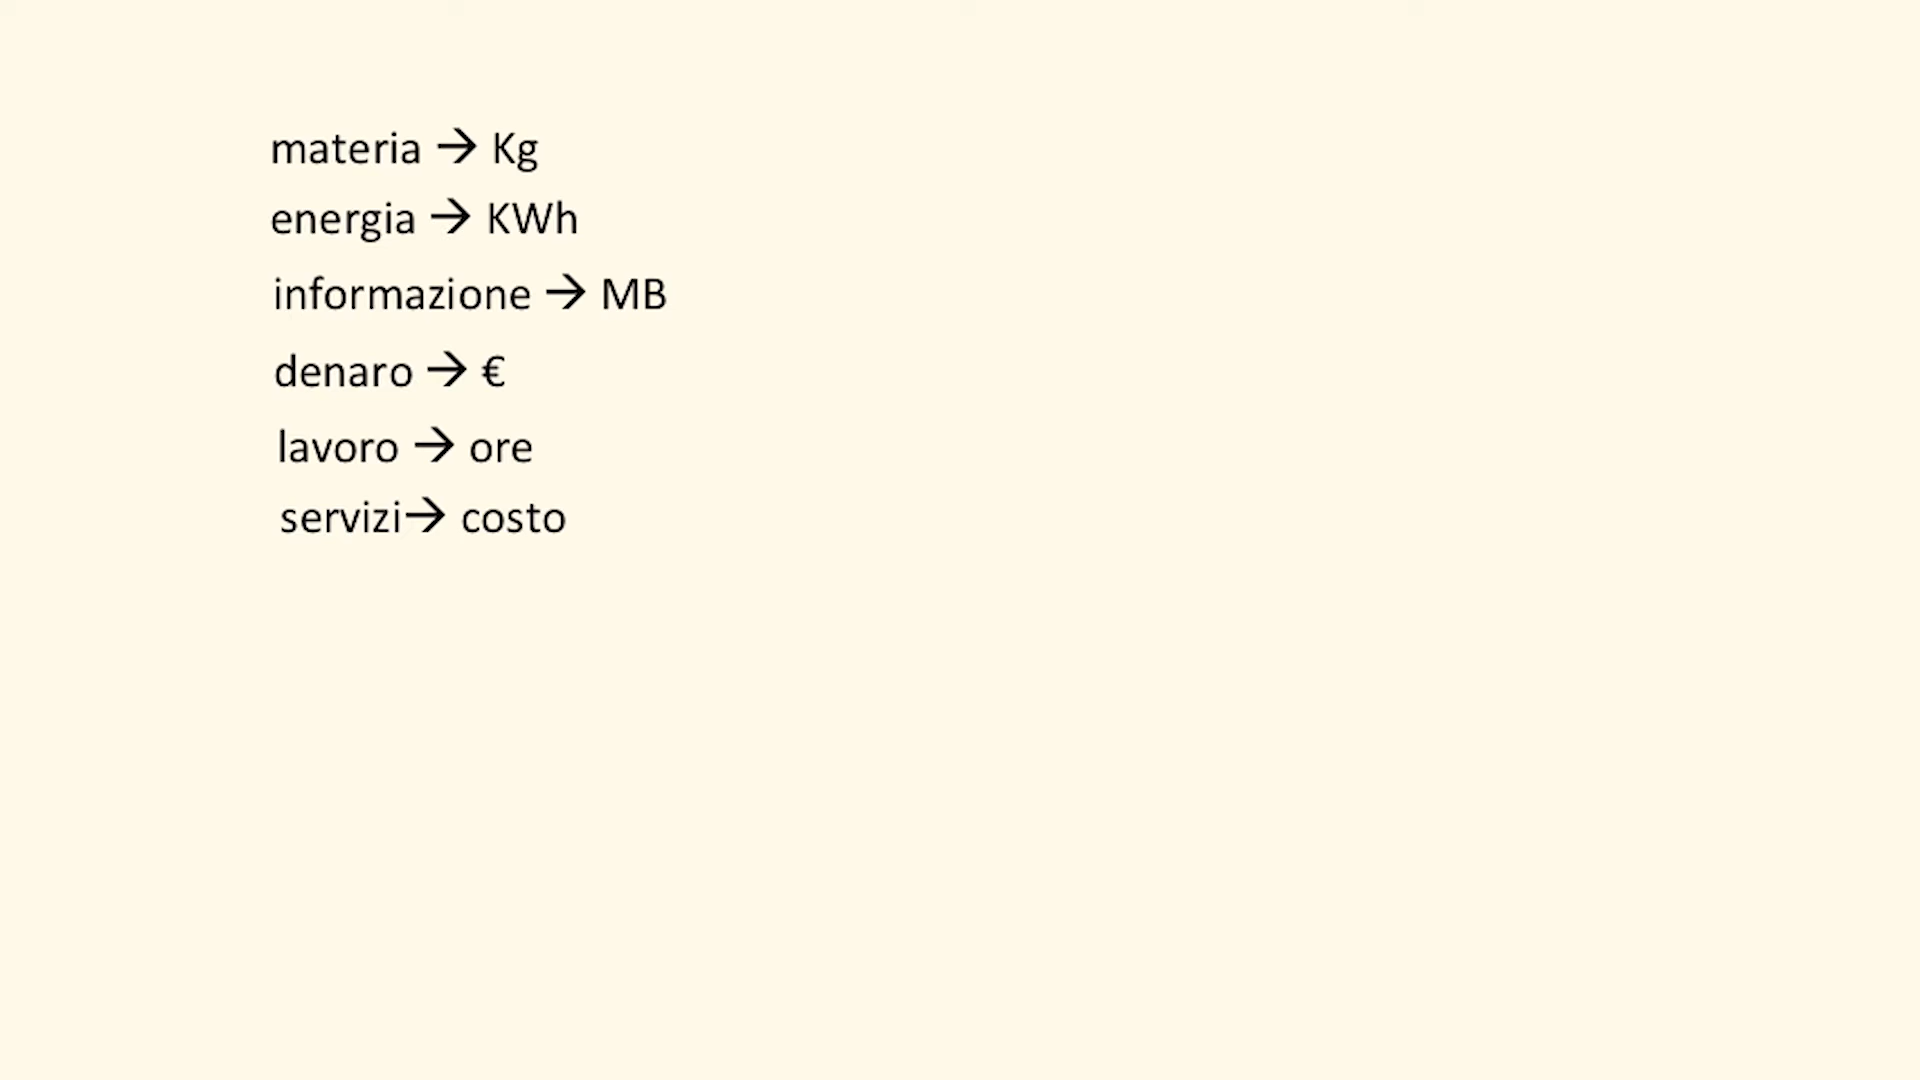 materia → Kg
energia → KWh
informazione → MB
denaro → €
lavoro → ore
servizi→ costo